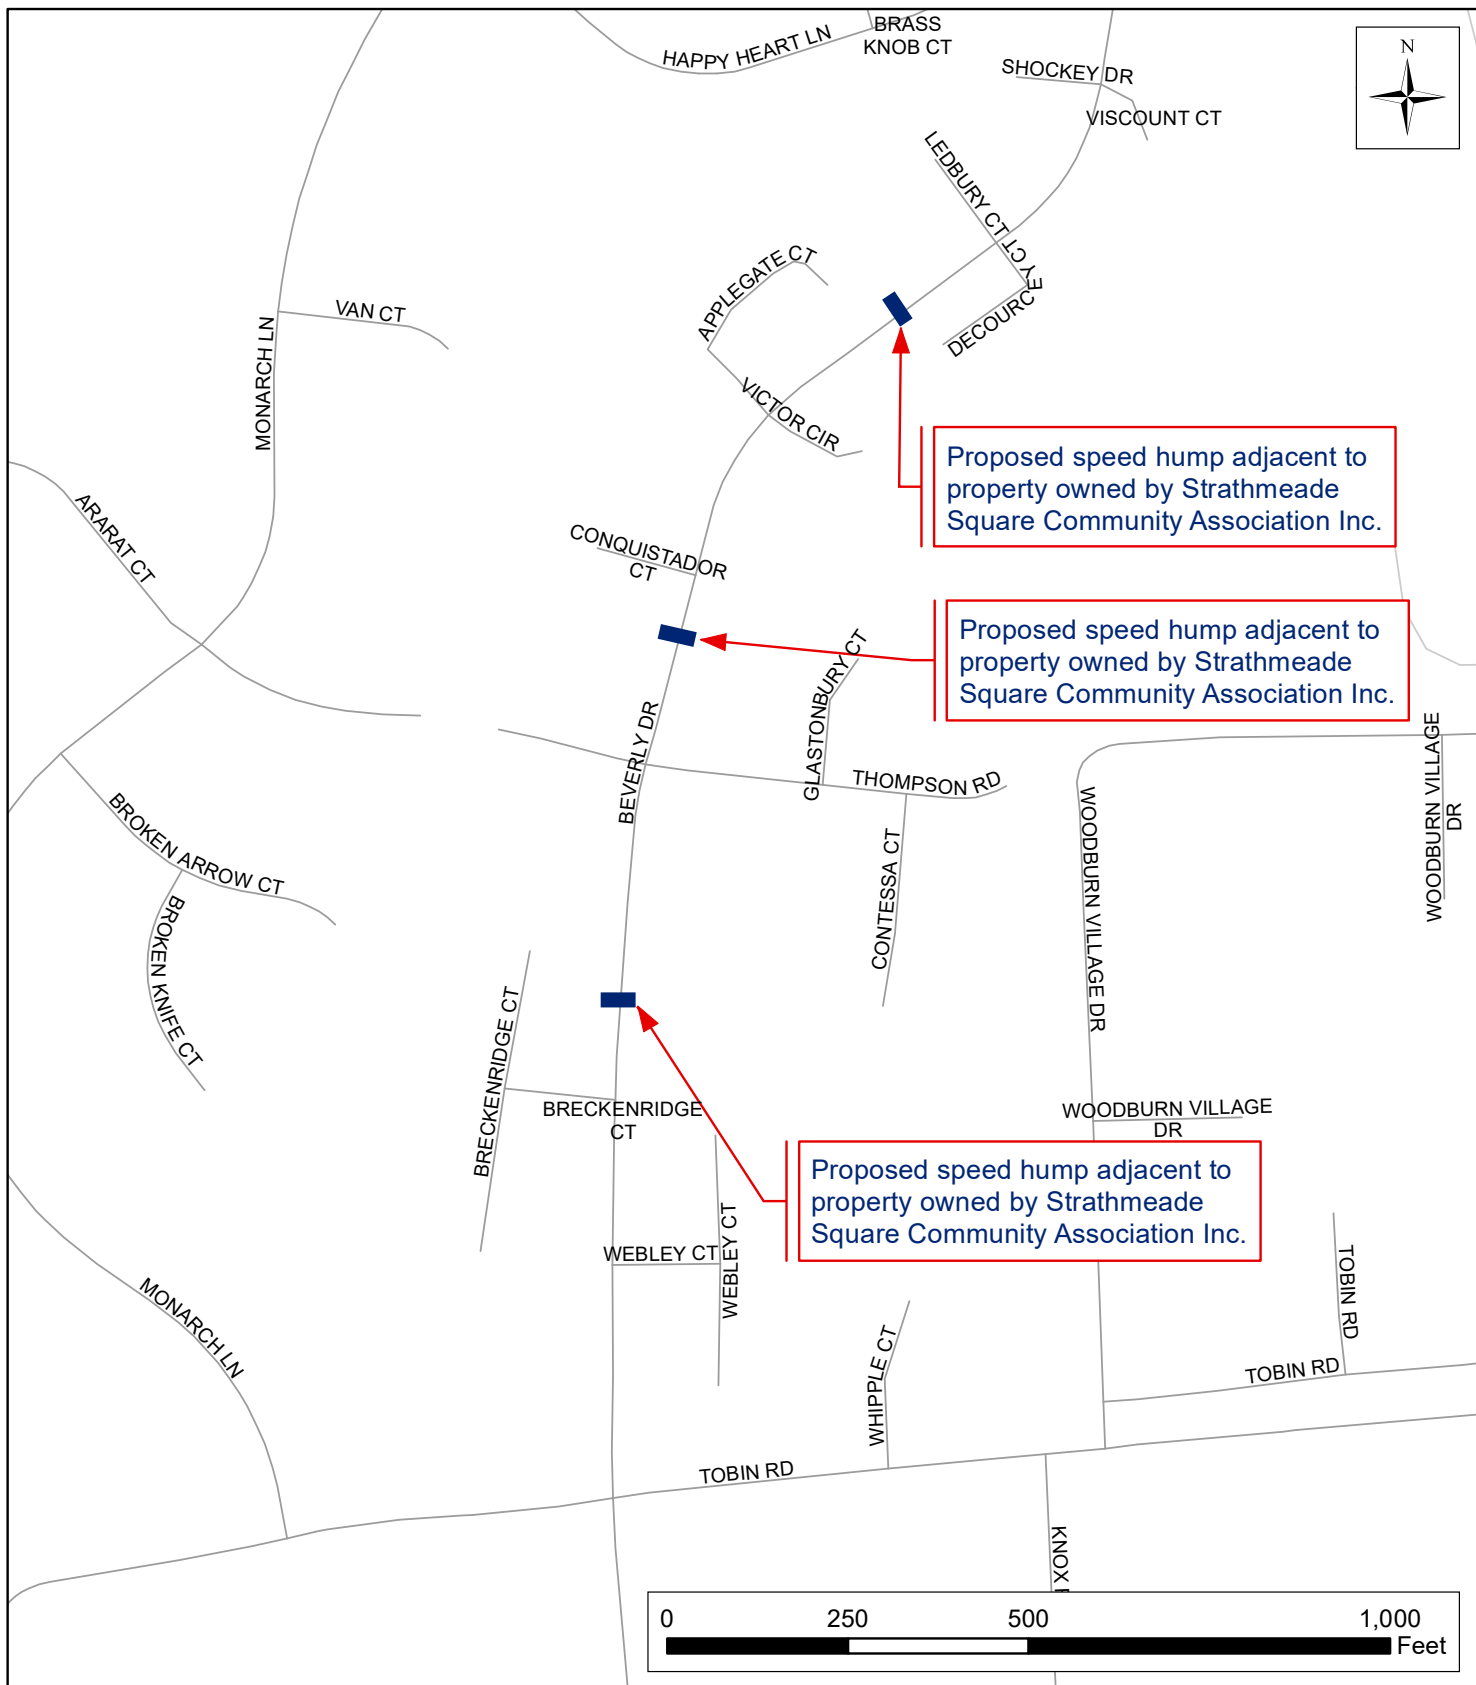 BRASS
KNOB CT
HAPPY HEART LN
N
SHOCKEY DR
VISCOUNT CT
LEDBURY CT
DECOURCEY CT
APPLEGATE CT
VAN CT
MONARCH LN
VICTOR CIR
Proposed speed hump adjacent to
property owned by Strathmeade
Square Community Association Inc.
ARARAT CT
CONQUISTADOR
CT
Proposed speed hump adjacent to
property owned by Strathmeade
Square Community Association Inc.
GLASTONBURY CT
BEVERLY DR
THOMPSON RD
WOODBURN VILLAGE
DR
WOODBURN VILLAGE DR
BROKEN ARROW CT
CONTESSA CT
BROKEN KNIFE CT
BRECKENRIDGE CT
BRECKENRIDGE
CT
WOODBURN VILLAGE
DR
Proposed speed hump adjacent to
property owned by Strathmeade
Square Community Association Inc.
WEBLEY CT
WEBLEY CT
MONARCH LN
TOBIN RD
WHIPPLE CT
TOBIN RD
TOBIN RD
KNOX
0 250 500 1,000
Feet